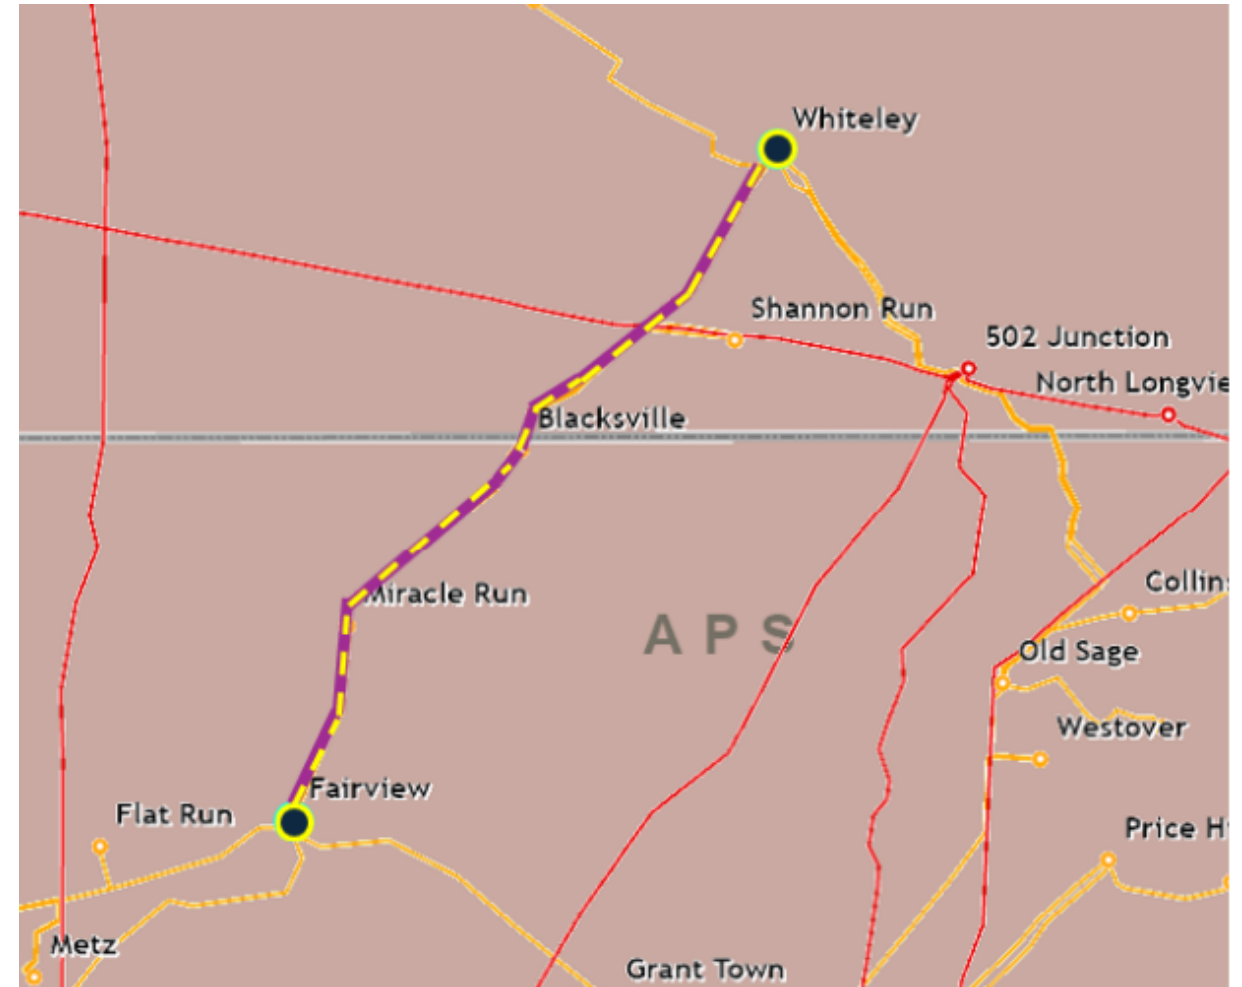 Whiteley
Shannon Run
502 Junction
North Longvie
Blacksville
Collin
Miracle Run
A P S
Old Sage
Westover
Fairview
Flat Run
Price H
Metz
Grant Town